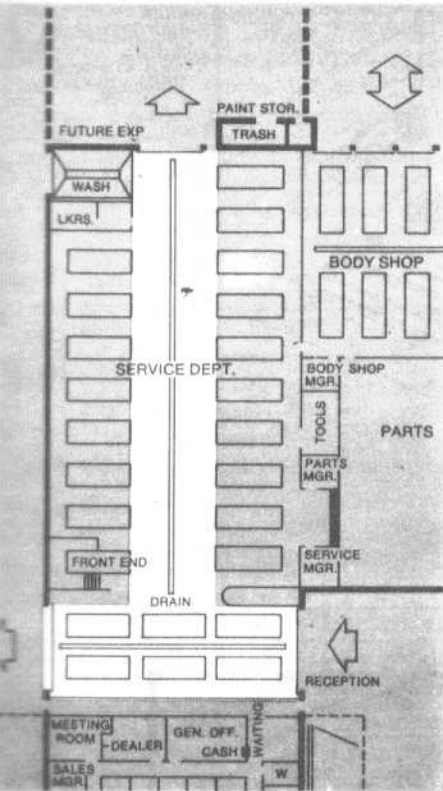 PAINT STOR.
FUTURE EXP
TRASH
WASH
LKRS.
BODY SHOP
SERVICE DEPT.
BODY SHOP
MGR.
TOOLS
PARTS
PARTS
MGR.
FRONT END
SERVICE
MGR.
DRAIN
RECEPTION
MEETING
ROOM
DEALER
GEN. OFF.
CASH
WAITING
SALES
MGR.
W